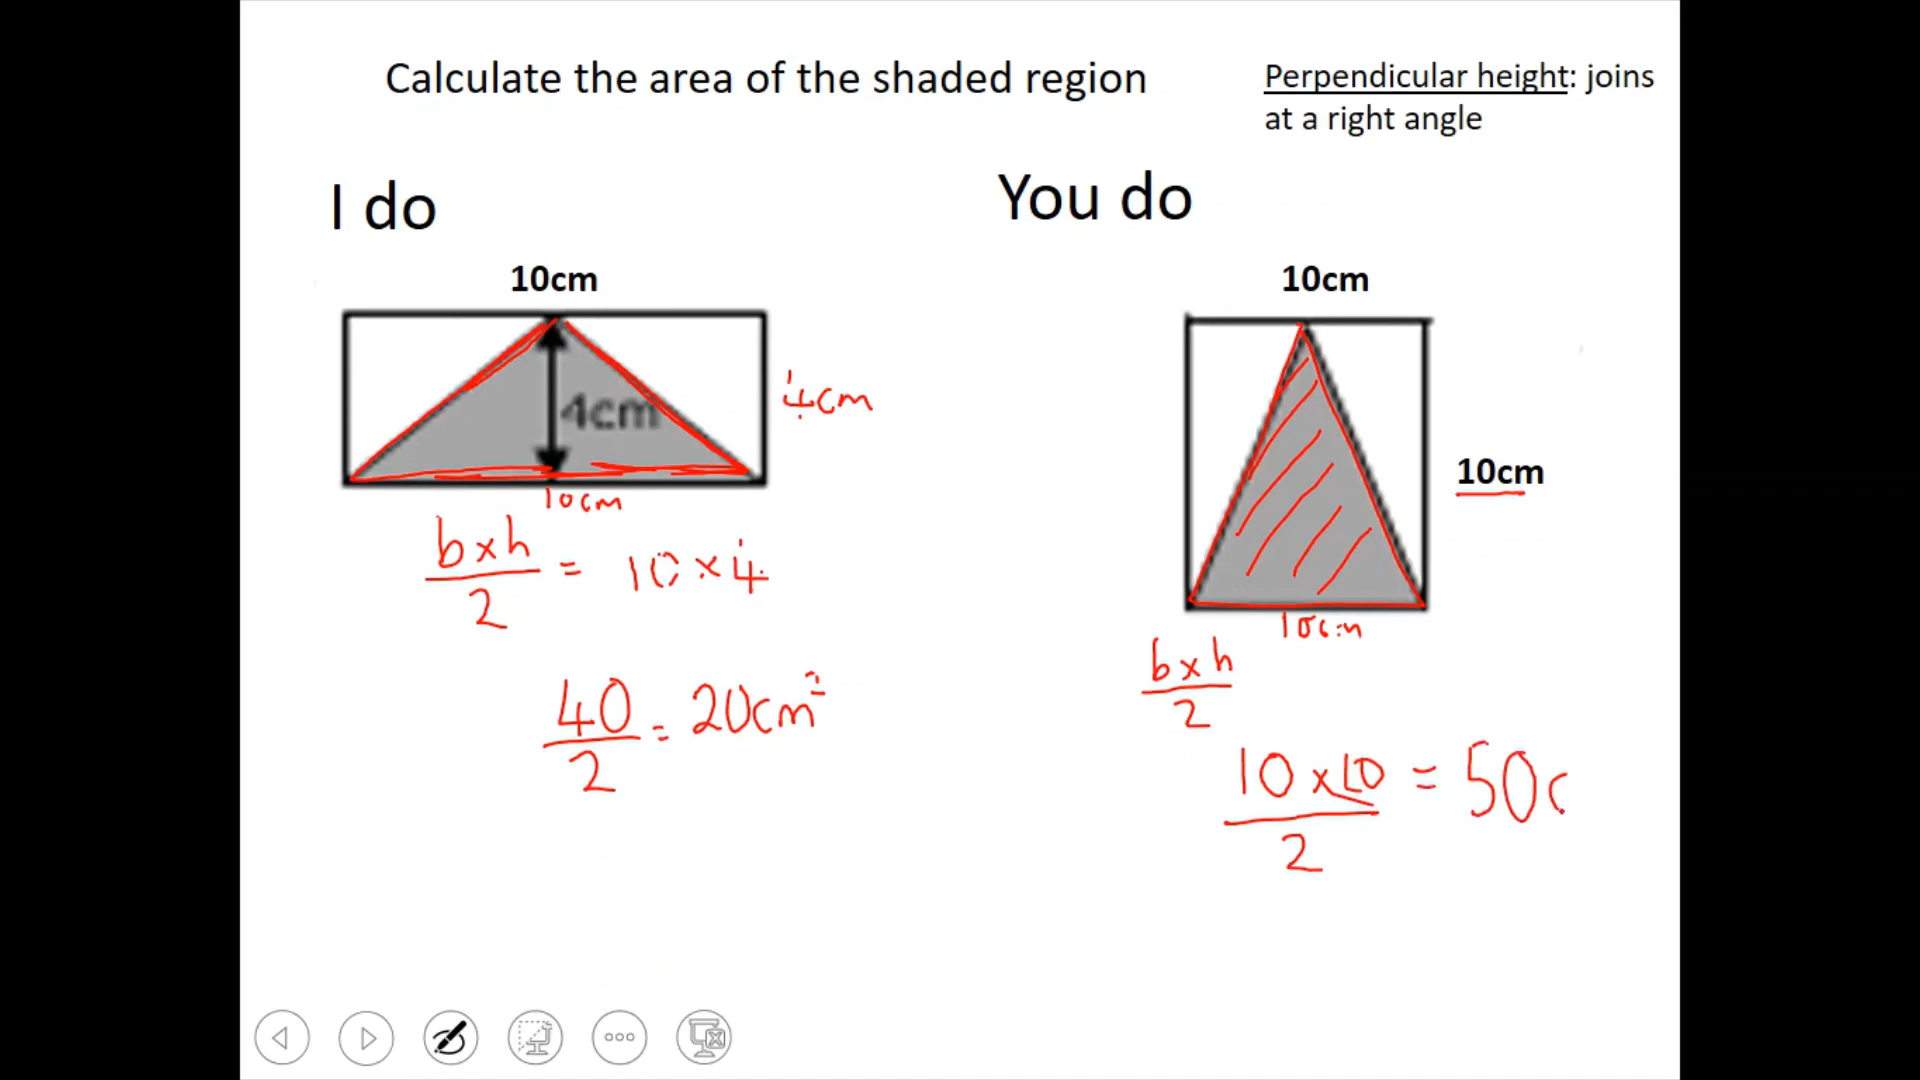 Calculate the area of the shaded region
Perpendicular height: joins
at a right angle
I do
10cm
4cm
4cm
10cm
b×h
2
= 10×4
40
2
= 20cm²
You do
10cm
10cm
10cm
b×h
2
10×10
2
= 50c